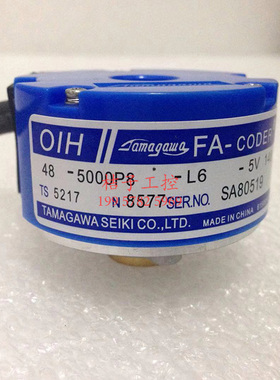 OIH Tamagawa FA-CODER
48 -5000P8 -L6 -5V
TS 5217 N 8577 SER.NO. SA80519
TAMAGAWA SEIKI CO.,LTD. MADE IN CHINA